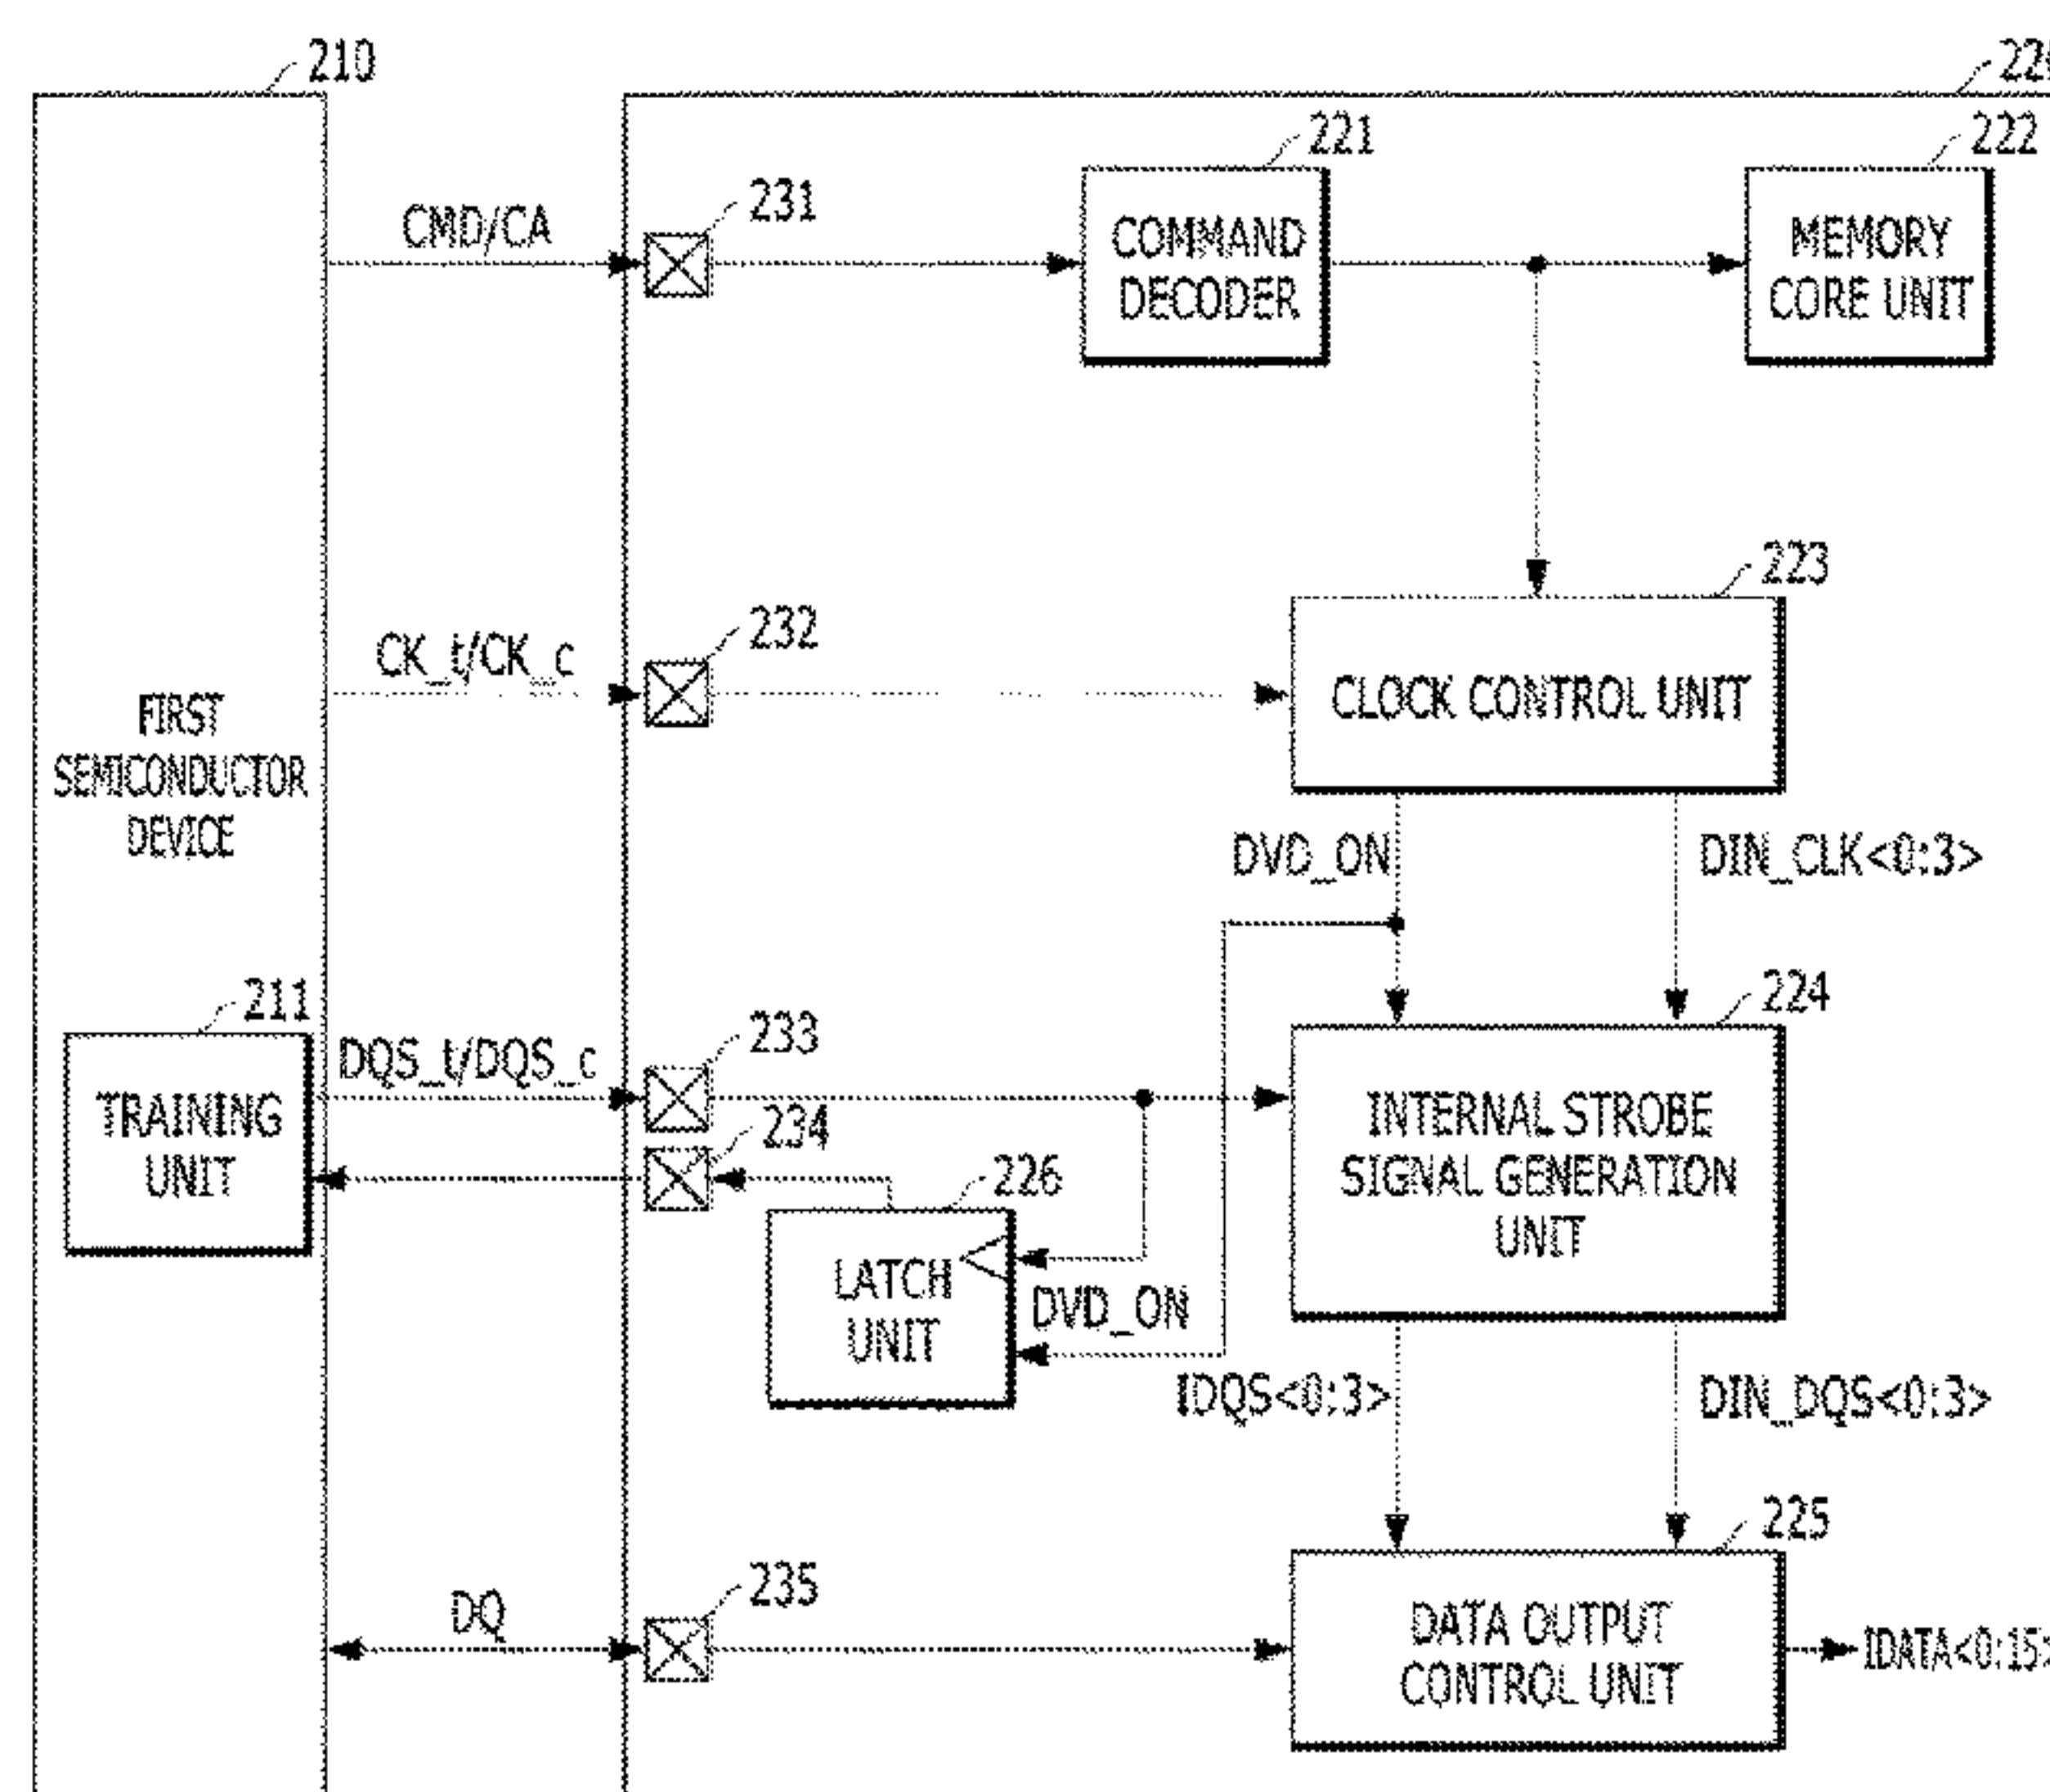 210
221
222
231
CMD/CA
COMMAND
DECODER
MEMORY
CORE UNIT
223
232
CK_t/CK_c
CLOCK CONTROL UNIT
FIRST
SEMICONDUCTOR
DEVICE
DVD_ON
DIN_CLK<0:3>
211
233
224
DQS_t/DQS_c
TRAINING
UNIT
234
INTERNAL STROBE
SIGNAL GENERATION
UNIT
226
LATCH
UNIT
DVD_ON
IDQS<0:3>
DIN_DQS<0:3>
225
235
DQ
DATA OUTPUT
CONTROL UNIT
IDATA<0:15>